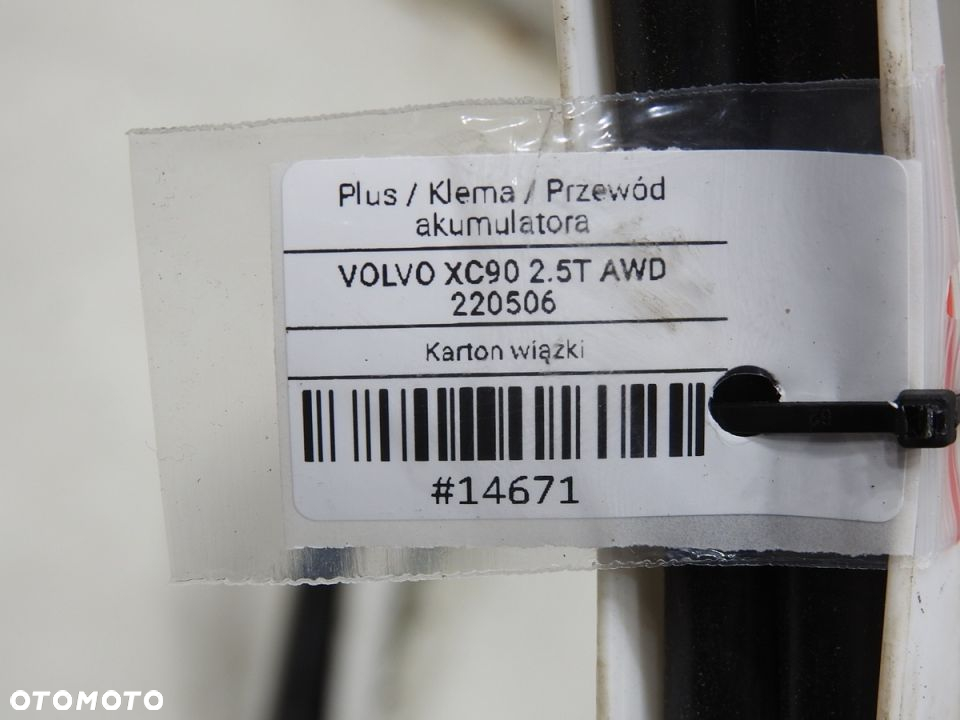 Plus / Klema / Przewód
akumulatora
VOLVO XC90 2.5T AWD
220506
Karton wiązki
#14671
OTOMOTO